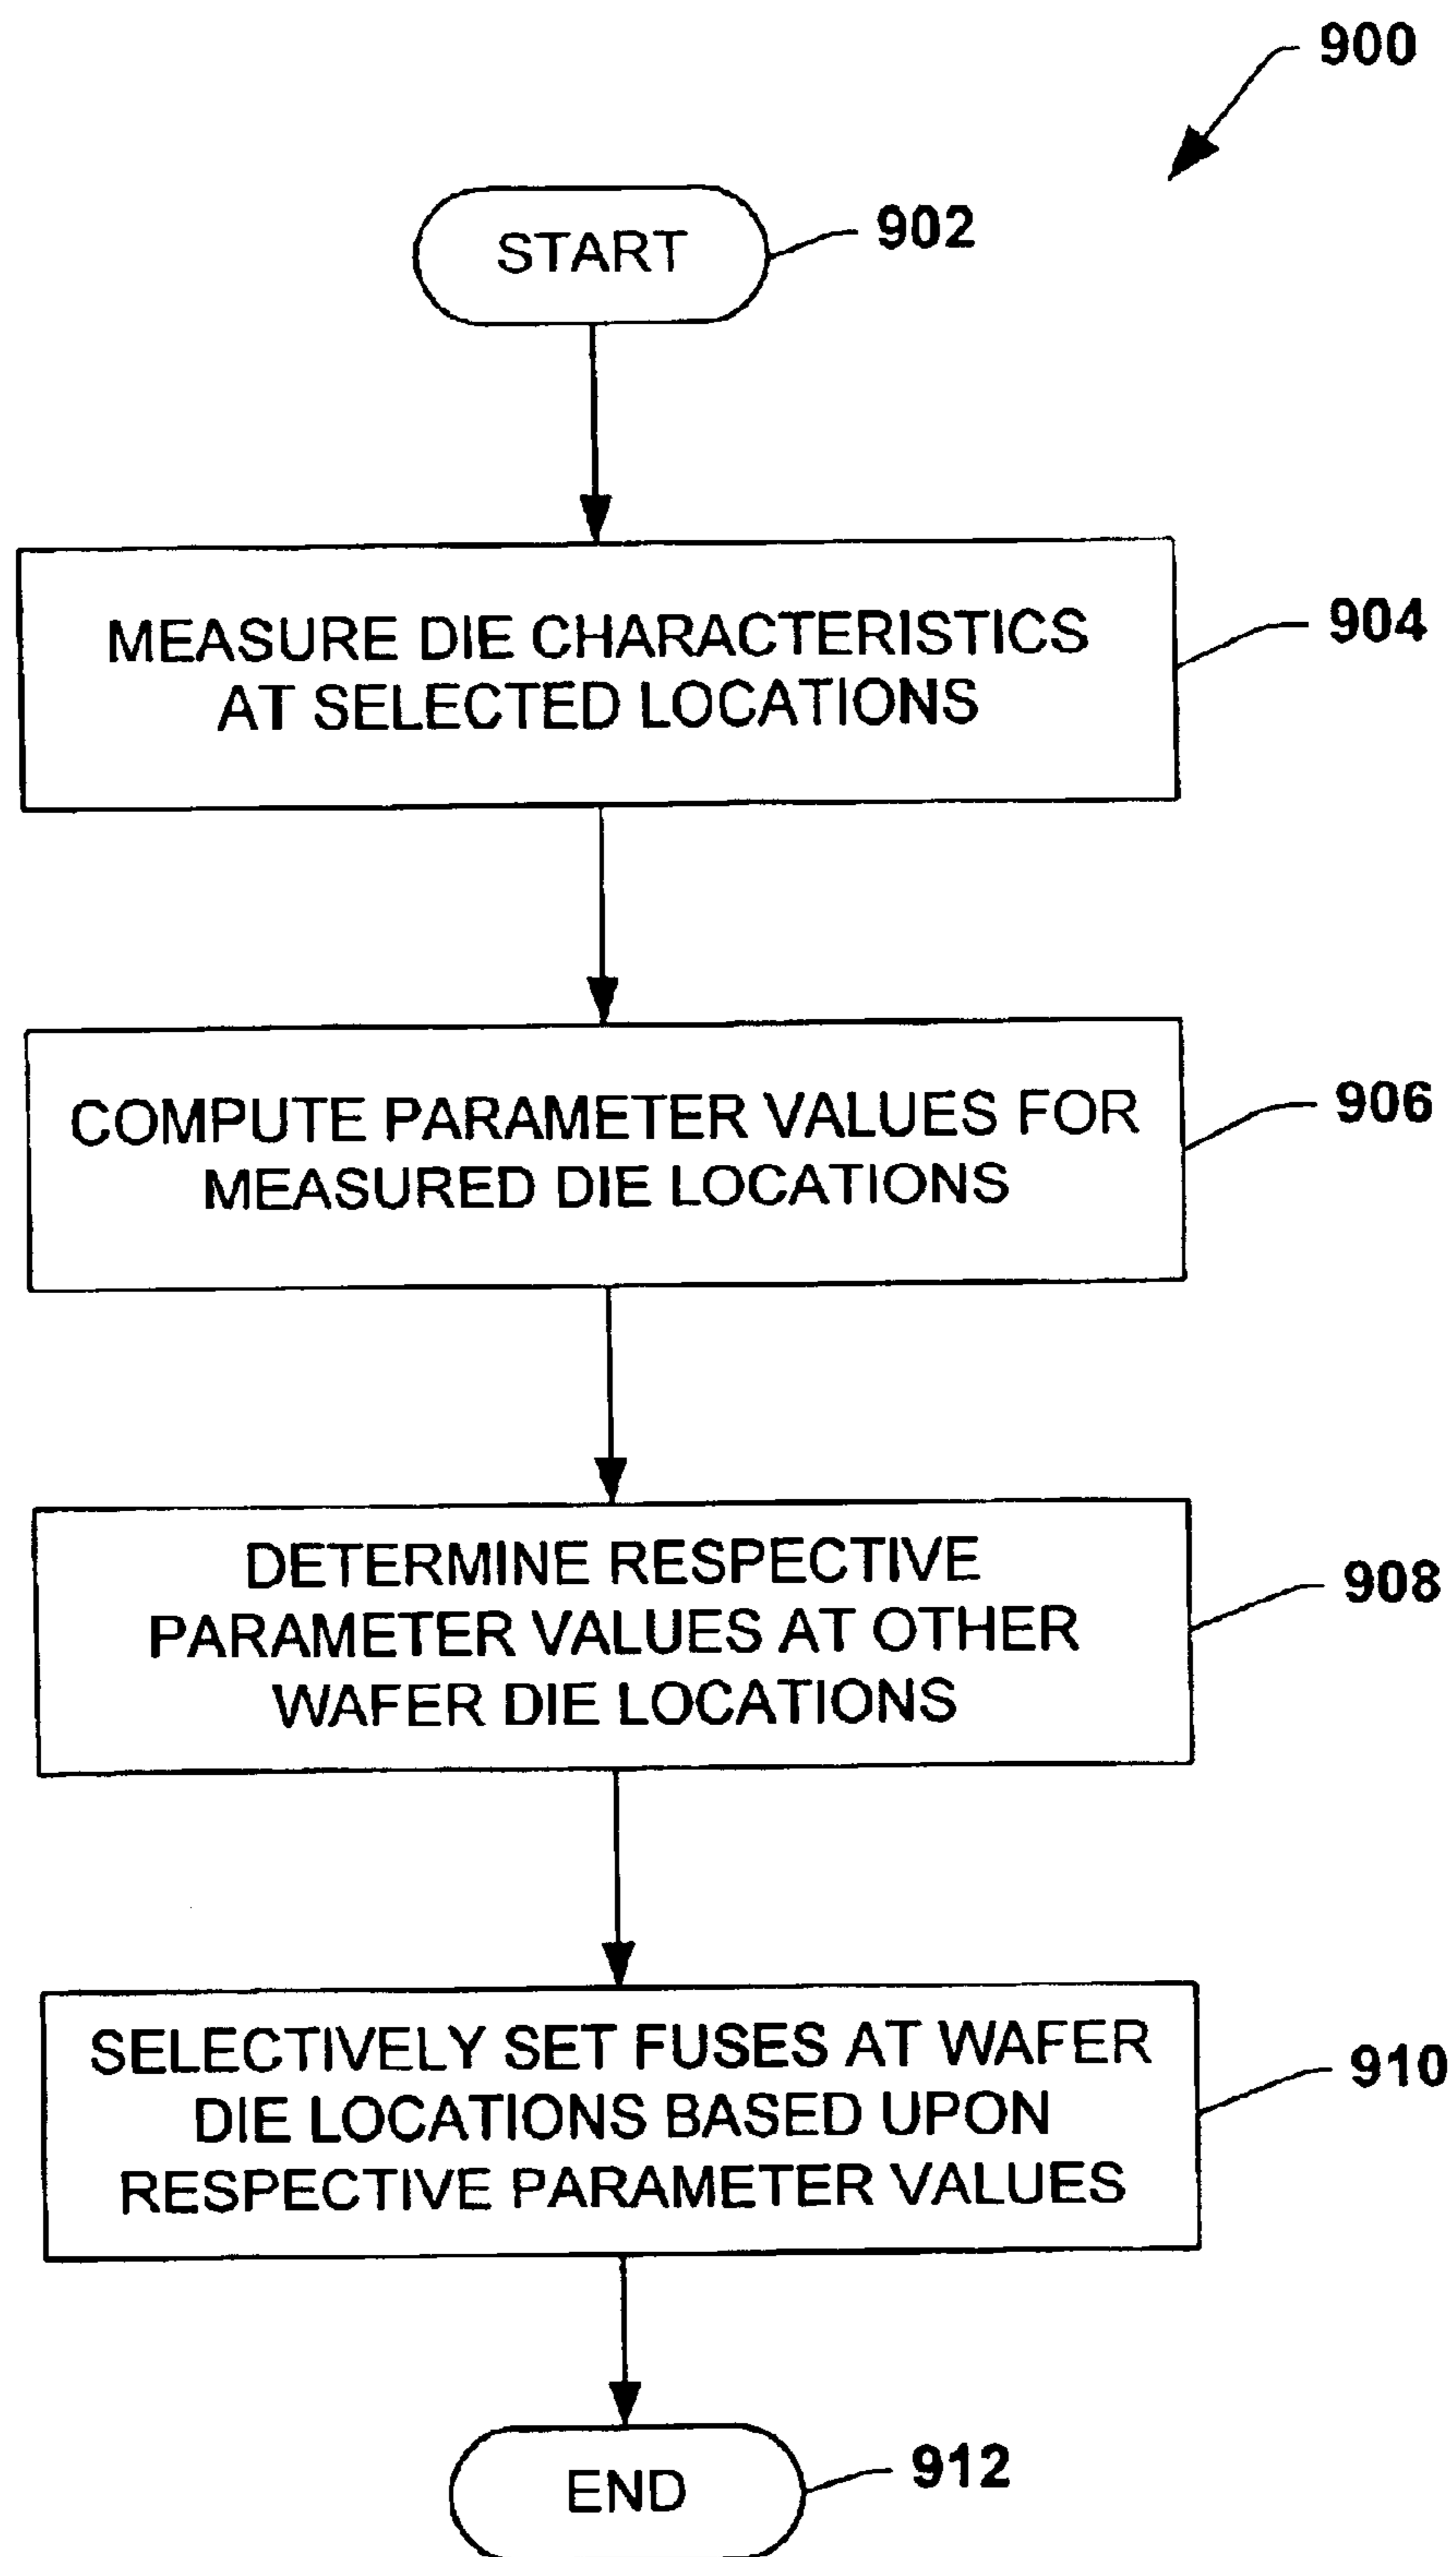 900
START
902
MEASURE DIE CHARACTERISTICS
AT SELECTED LOCATIONS
904
COMPUTE PARAMETER VALUES FOR
MEASURED DIE LOCATIONS
906
DETERMINE RESPECTIVE
PARAMETER VALUES AT OTHER
WAFER DIE LOCATIONS
908
SELECTIVELY SET FUSES AT WAFER
DIE LOCATIONS BASED UPON
RESPECTIVE PARAMETER VALUES
910
END
912